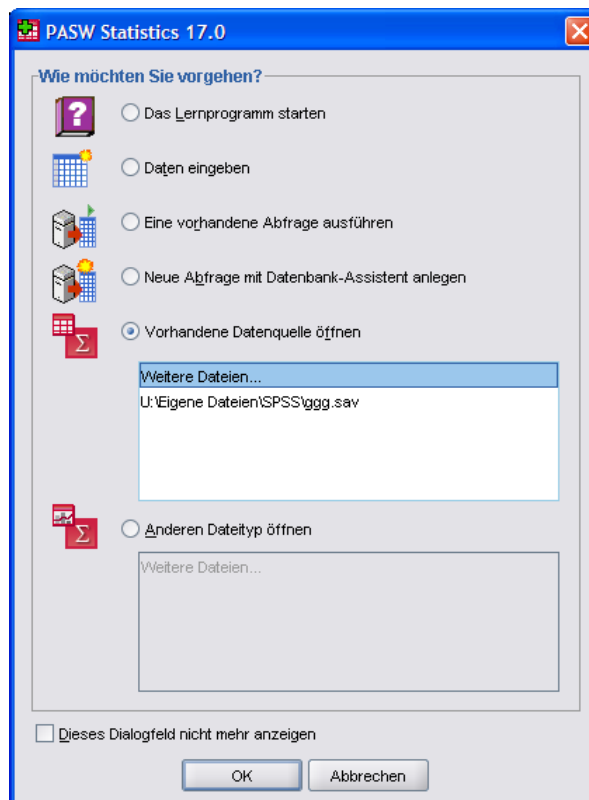 PASW Statistics 17.0
Wie möchten Sie vorgehen?
Das Lernprogramm starten
Daten eingeben
Eine vorhandene Abfrage ausführen
Neue Abfrage mit Datenbank-Assistent anlegen
Vorhandene Datenquelle öffnen
Weitere Dateien...
U:\Eigene Dateien\SPSS\ggg.sav
Anderen Dateityp öffnen
Weitere Dateien...
Dieses Dialogfeld nicht mehr anzeigen
OK
Abbrechen